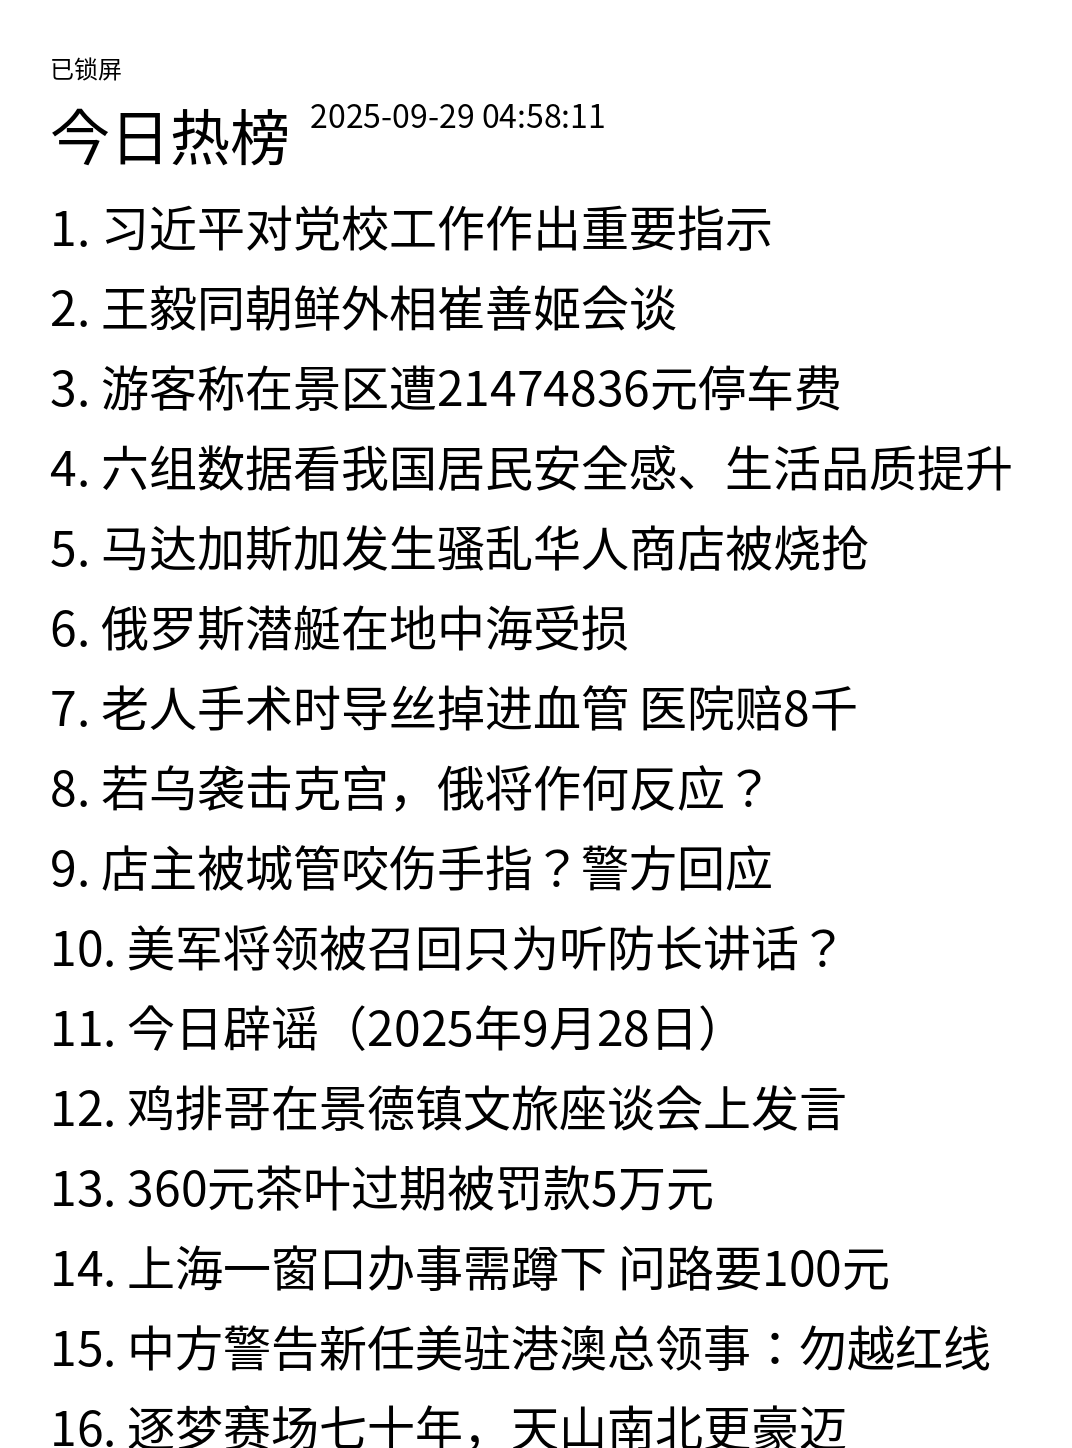 已锁屏
今日热榜 2025-09-29 04:58:11
1. 习近平对党校工作作出重要指示
2. 王毅同朝鲜外相崔善姬会谈
3. 游客称在景区遭21474836元停车费
4. 六组数据看我国居民安全感、生活品质提升
5. 马达加斯加发生骚乱华人商店被烧抢
6. 俄罗斯潜艇在地中海受损
7. 老人手术时导丝掉进血管 医院赔8千
8. 若乌袭击克宫，俄将作何反应？
9. 店主被城管咬伤手指？警方回应
10. 美军将领被召回只为听防长讲话？
11. 今日辟谣（2025年9月28日）
12. 鸡排哥在景德镇文旅座谈会上发言
13. 360元茶叶过期被罚款5万元
14. 上海一窗口办事需蹲下 问路要100元
15. 中方警告新任美驻港澳总领事：勿越红线
16. 逐梦赛场七十年，天山南北更豪迈